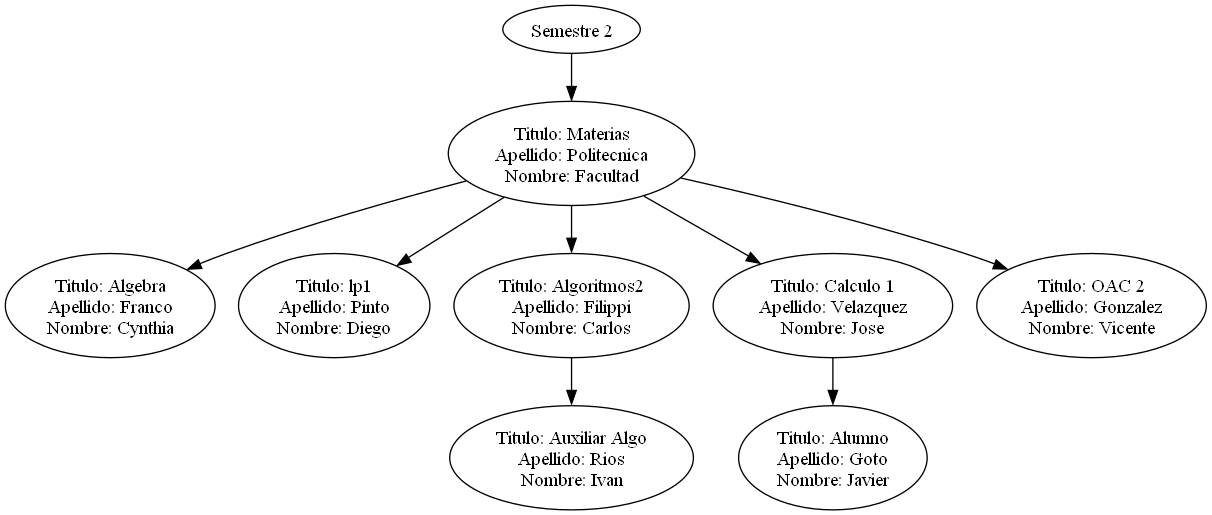 Semestre 2
Titulo: Materias
Apellido: Politecnica
Nombre: Facultad
Titulo: Algebra
Apellido: Franco
Nombre: Cynthia
Titulo: lp1
Apellido: Pinto
Nombre: Diego
Titulo: Algoritmos2
Apellido: Filippi
Nombre: Carlos
Titulo: Calculo 1
Apellido: Velazquez
Nombre: Jose
Titulo: OAC 2
Apellido: Gonzalez
Nombre: Vicente
Titulo: Auxiliar Algo
Apellido: Rios
Nombre: Ivan
Titulo: Alumno
Apellido: Goto
Nombre: Javier